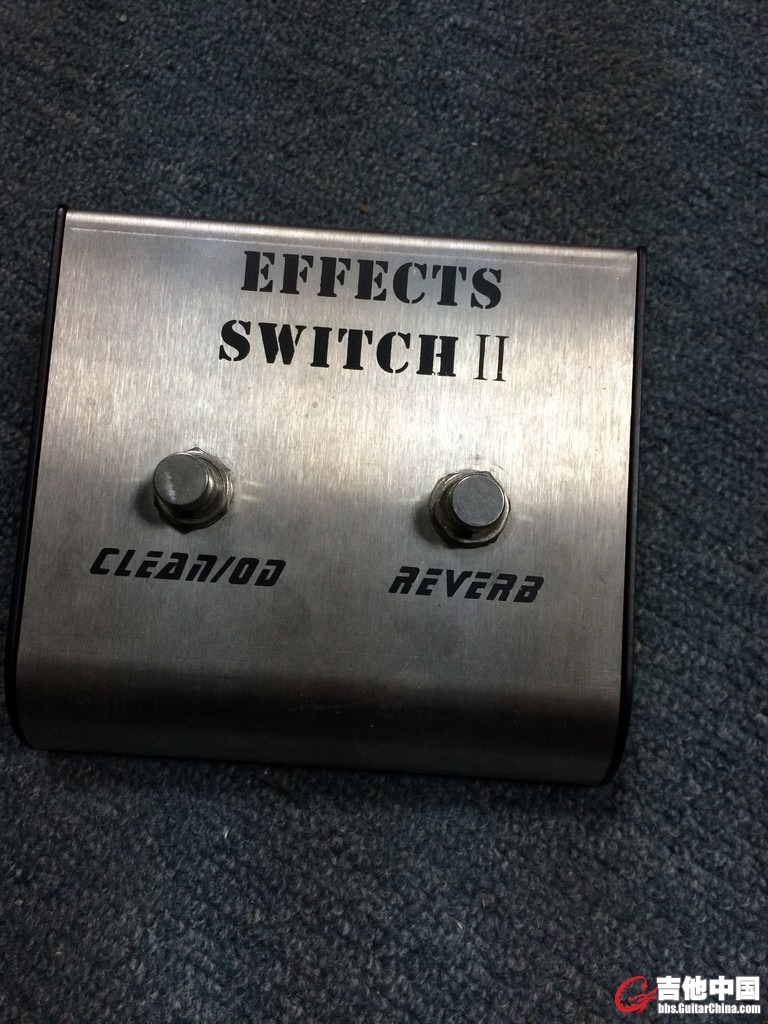 EFFECTS
SWITCH II
CLEAN/OD
REVERB
吉他中国
bbs.GuitarChina.com